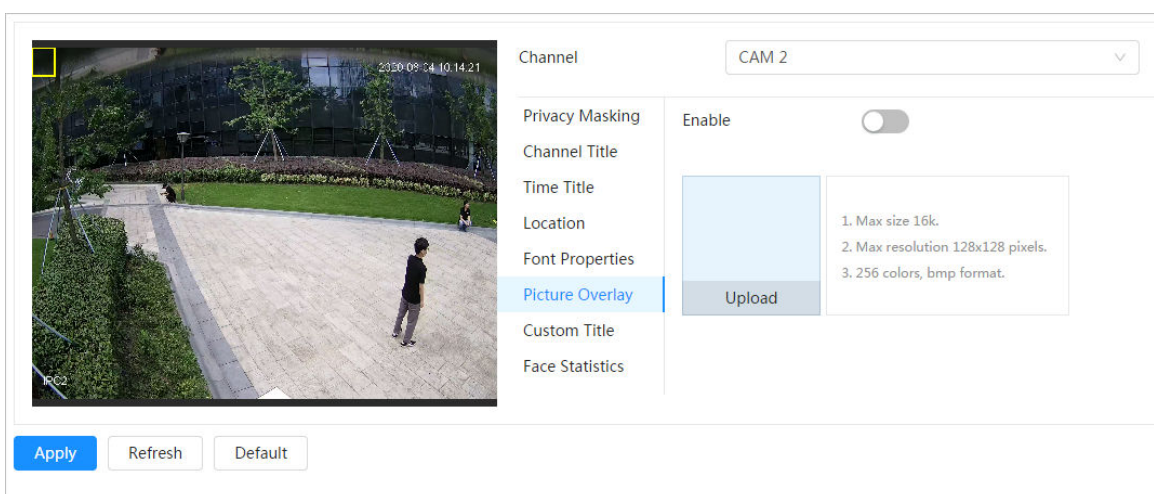 2020 09 04 10:14:21
IPC2
Channel
CAM 2
Privacy Masking
Channel Title
Time Title
Location
Font Properties
Picture Overlay
Custom Title
Face Statistics
Enable
Upload
1. Max size 16k.
2. Max resolution 128x128 pixels.
3. 256 colors, bmp format.
Apply
Refresh
Default